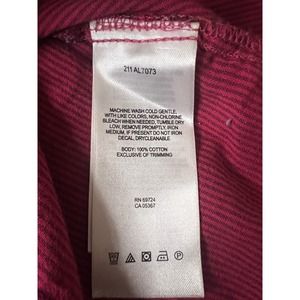 211 AL7073
MACHINE WASH COLD GENTLE,
WITH LIKE COLORS, NON-CHLORINE
BLEACH WHEN NEEDED, TUMBLE DRY
LOW, REMOVE PROMPTLY, IRON
MEDIUM, IF PRESENT DO NOT IRON
DECAL, DRYCLEANABLE
BODY: 100% COTTON
EXCLUSIVE OF TRIMMING
RN 69724
CA 05367